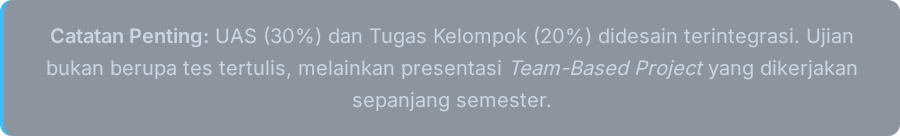 Catatan Penting: UAS (30%) dan Tugas Kelompok (20%) didesain terintegrasi. Ujian
bukan berupa tes tertulis, melainkan presentasi Team-Based Project yang dikerjakan
sepanjang semester.